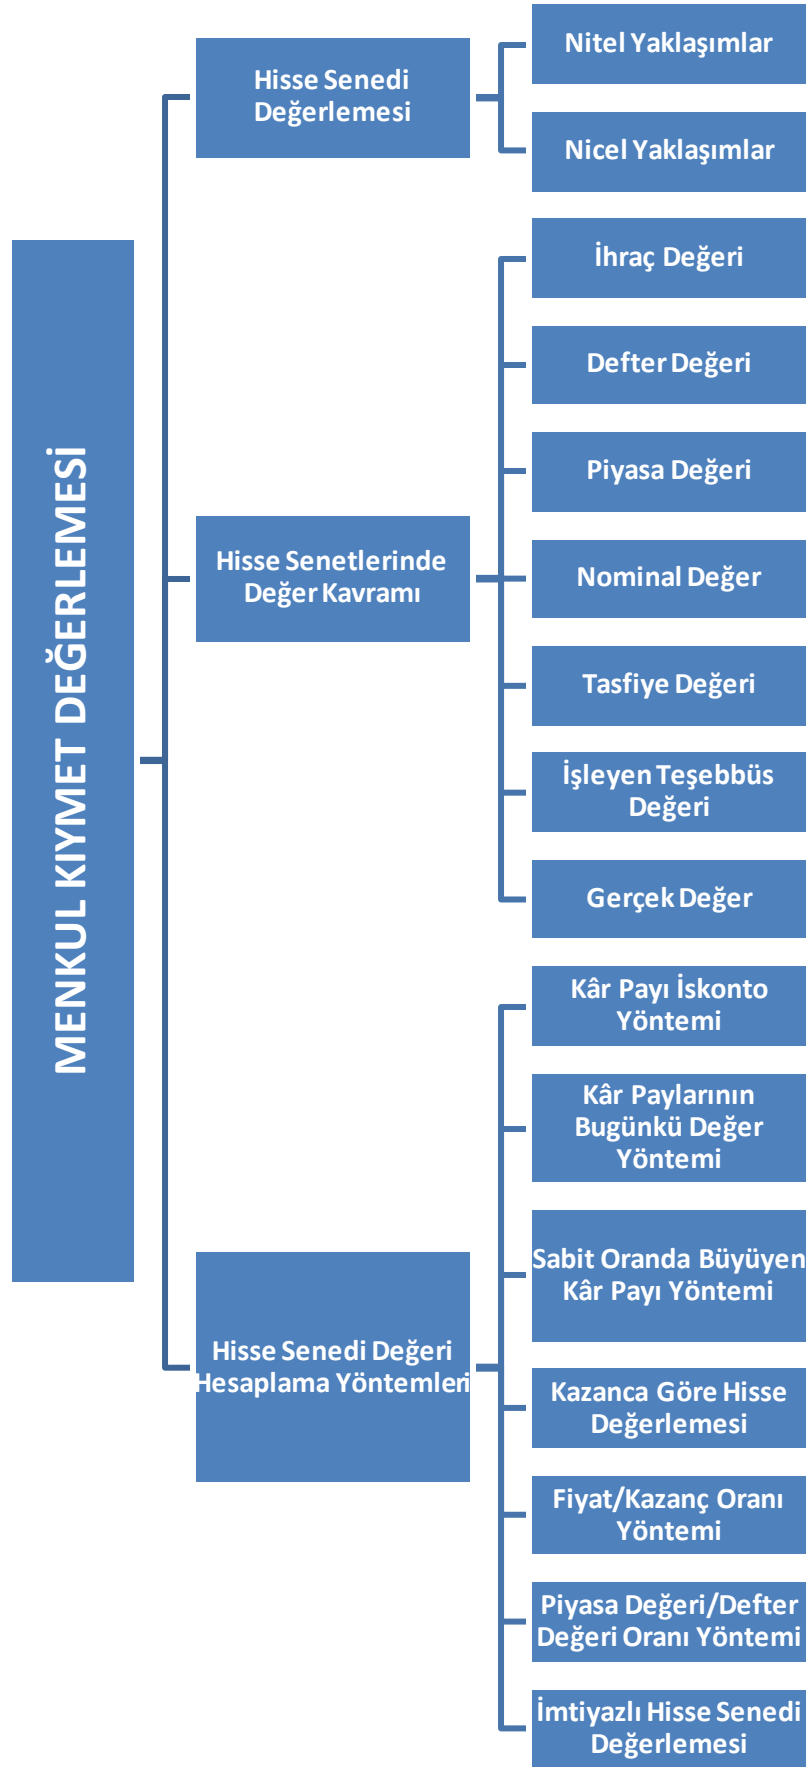 MENKUL KIYMET DEĞERLEMESİ
Hisse Senedi
Değerlemesi
Nitel Yaklaşımlar
Nicel Yaklaşımlar
Hisse Senetlerinde
Değer Kavramı
İhraç Değeri
Defter Değeri
Piyasa Değeri
Nominal Değer
Tasfiye Değeri
İşleyen Teşebbüs
Değeri
Gerçek Değer
Hisse Senedi Değeri
Hesaplama Yöntemleri
Kâr Payı İskonto
Yöntemi
Kâr Paylarının
Bugünkü Değer
Yöntemi
Sabit Oranda Büyüyen
Kâr Payı Yöntemi
Kazanca Göre Hisse
Değerlemesi
Fiyat/Kazanç Oranı
Yöntemi
Piyasa Değeri/Defter
Değeri Oranı Yöntemi
İmtiyazlı Hisse Senedi
Değerlemesi